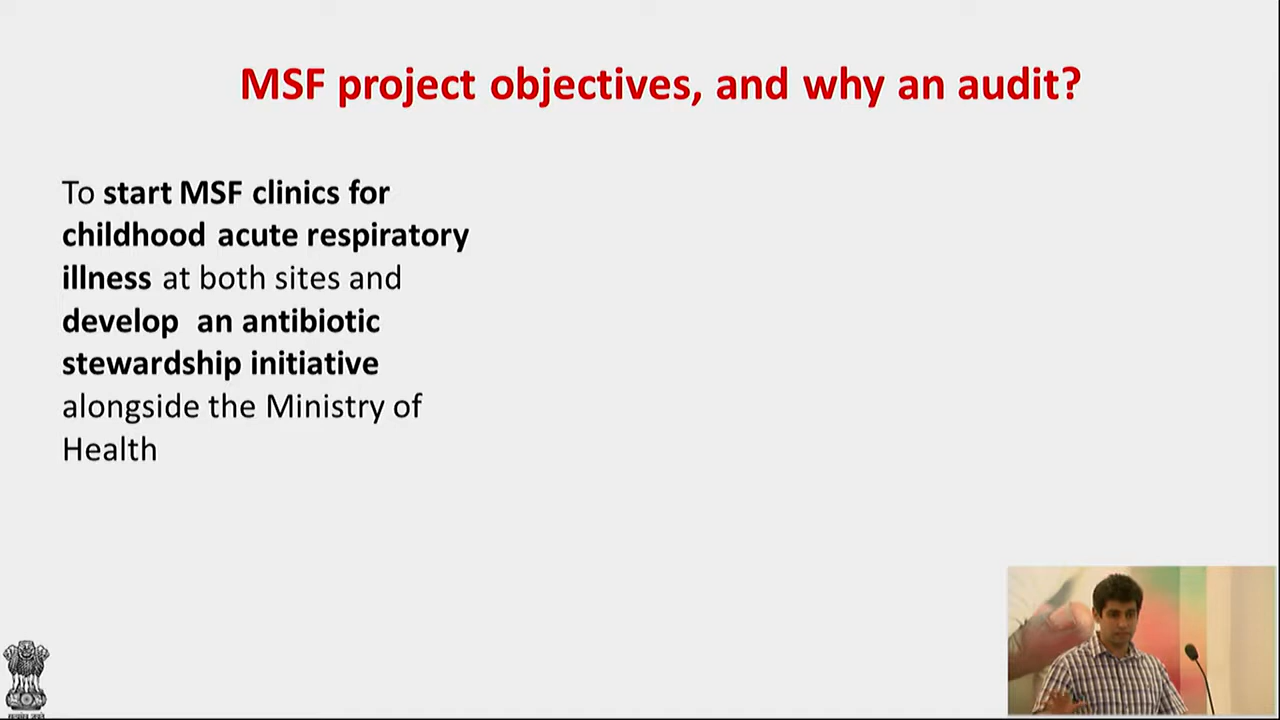 MSF project objectives, and why an audit?
To start MSF clinics for
childhood acute respiratory
illness at both sites and
develop an antibiotic
stewardship initiative
alongside the Ministry of
Health